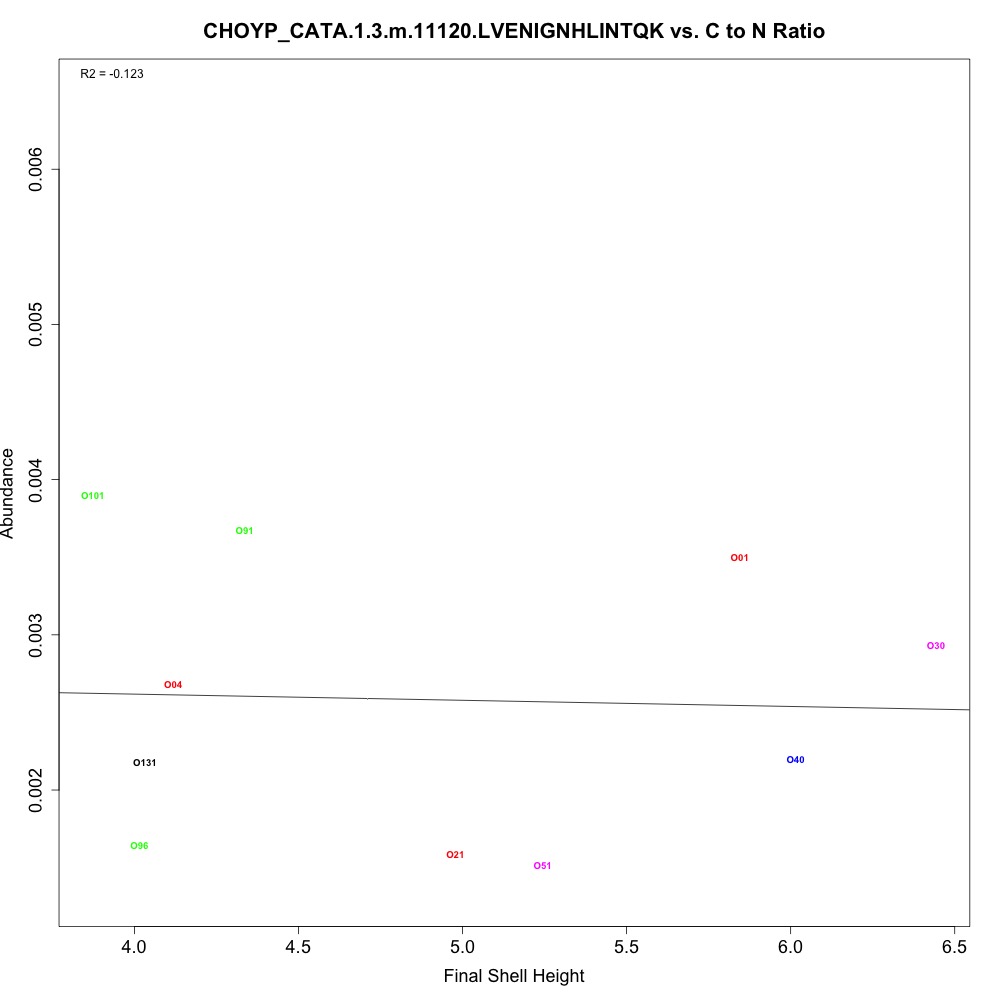 CHOYP_CATA.1.3.m.11120.LVENIGNHLINTQK vs. C to N Ratio
R2 = -0.123
0.006
0.005
0.004
0.003
0.002
Abundance
O101
O91
O01
O30
O04
O131
O40
O96
O21
O51
4.0 4.5 5.0 5.5 6.0 6.5
Final Shell Height